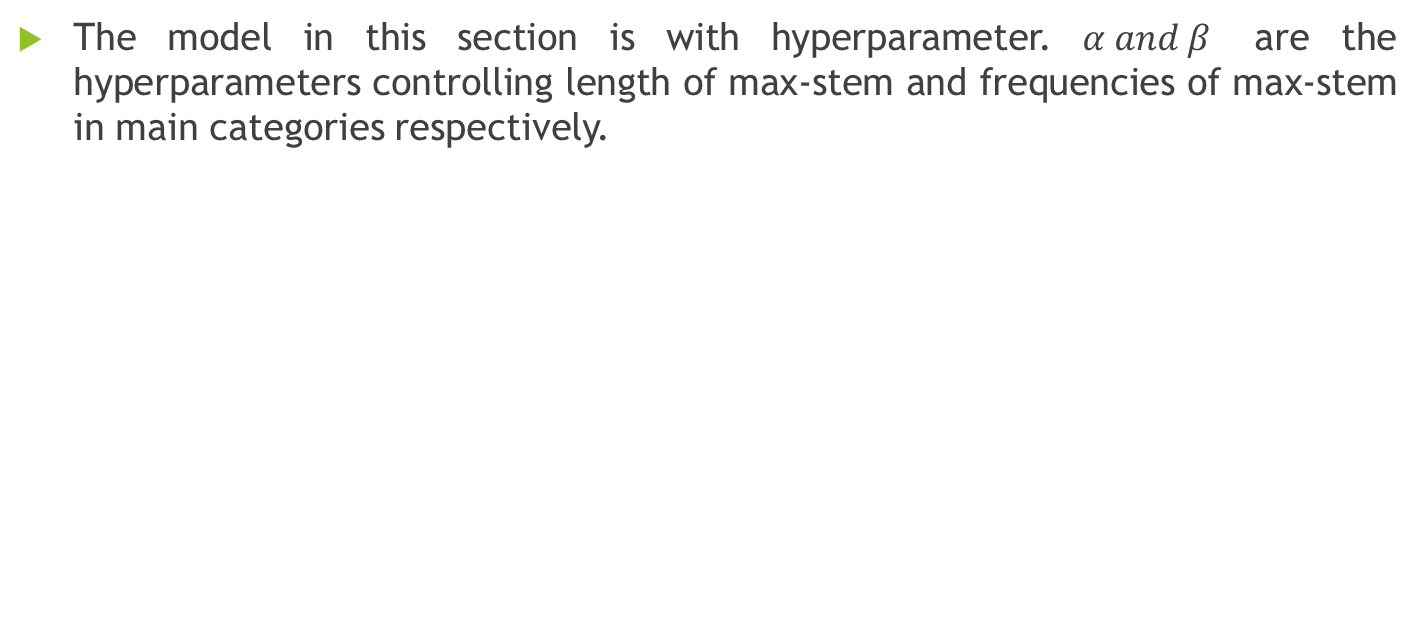 The model in this section is with hyperparameter. α and β are the
hyperparameters controlling length of max-stem and frequencies of max-stem
in main categories respectively.